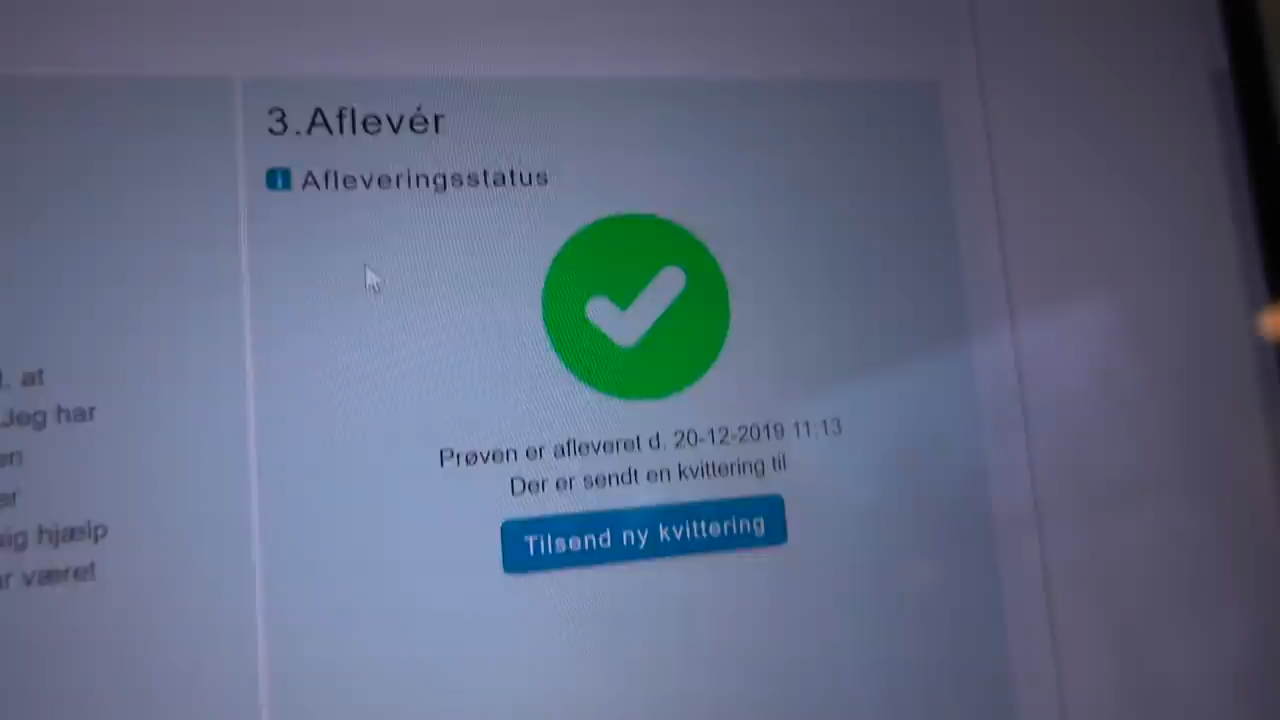 3.Aflevér
i Afleveringsstatus
at
Jeg har
en
sig hjælp
været
Prøven er afleveret d. 20-12-2019 11:13
Der er sendt en kvittering til
Tilsend ny kvittering